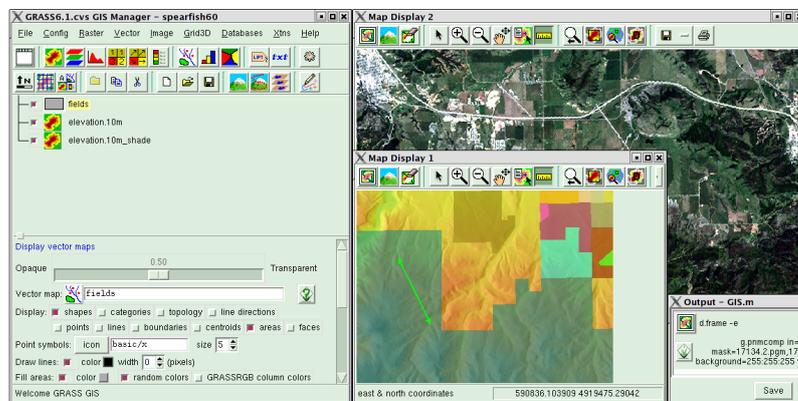 GRASS6.1.cvs GIS Manager - spearfish60
File Config Raster Vector Image Grid3D Databases Xtns Help
txt
fields
elevation.10m
elevation.10m_shade
Display vector maps
0.50
Opaque Transparent
Vector map: fields
Display: shapes categories topology line directions
points lines boundaries centroids areas faces
Point symbols: icon basic/x size 5
Draw lines: color width 0 (pixels)
Fill areas: color random colors GRASSRGB column colors
Welcome GRASS GIS
Map Display 2
Map Display 1
east & north coordinates 590836.103909 4919475.29042
Output - GIS.m
d.frame -e
g.pnmcomp in=
mask=17134.2.pgm,17
background=255:255:255
Save